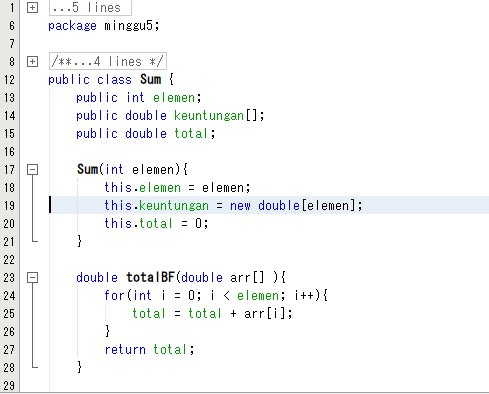 1 ...5 lines
6 package minggu5;
7
8 /**...4 lines */
12 public class Sum {
13     public int elemen;
14     public double keuntungan[];
15     public double total;
16
17     Sum(int elemen){
18         this.elemen = elemen;
19         this.keuntungan = new double[elemen];
20         this.total = 0;
21     }
22
23     double totalBF(double arr[] ){
24         for(int i = 0; i < elemen; i++){
25             total = total + arr[i];
26         }
27         return total;
28     }
29